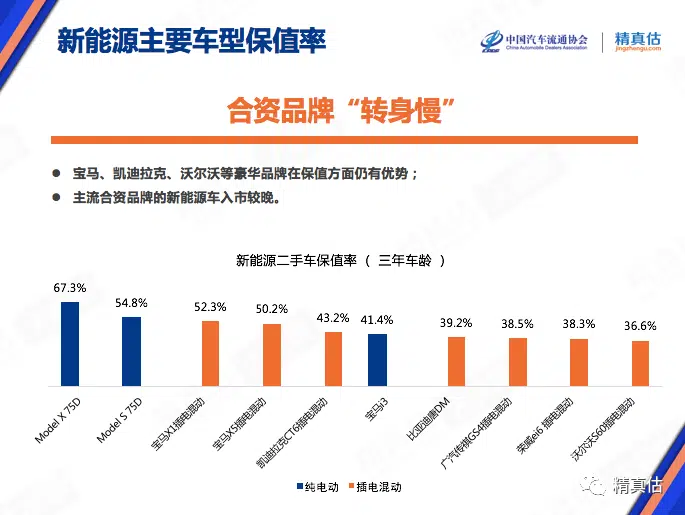 新能源主要车型保值率
中国汽车流通协会
China Automobile Dealers Association
精真估
jingzhengu.com
合资品牌“转身慢”
● 宝马、凯迪拉克、沃尔沃等豪华品牌在保值方面仍有优势；
● 主流合资品牌的新能源车入市较晚。
新能源二手车保值率（ 三年车龄 ）
67.3%
54.8%
52.3%
50.2%
43.2%
41.4%
39.2%
38.5%
38.3%
36.6%
Model X 75D
Model S 75D
宝马X1插电混动
宝马X5插电混动
凯迪拉克CT6插电混动
宝马i3
比亚迪唐DM
广汽传祺GS4插电混动
荣威ei6 插电混动
沃尔沃S60插电混动
纯电动
插电混动
精真估